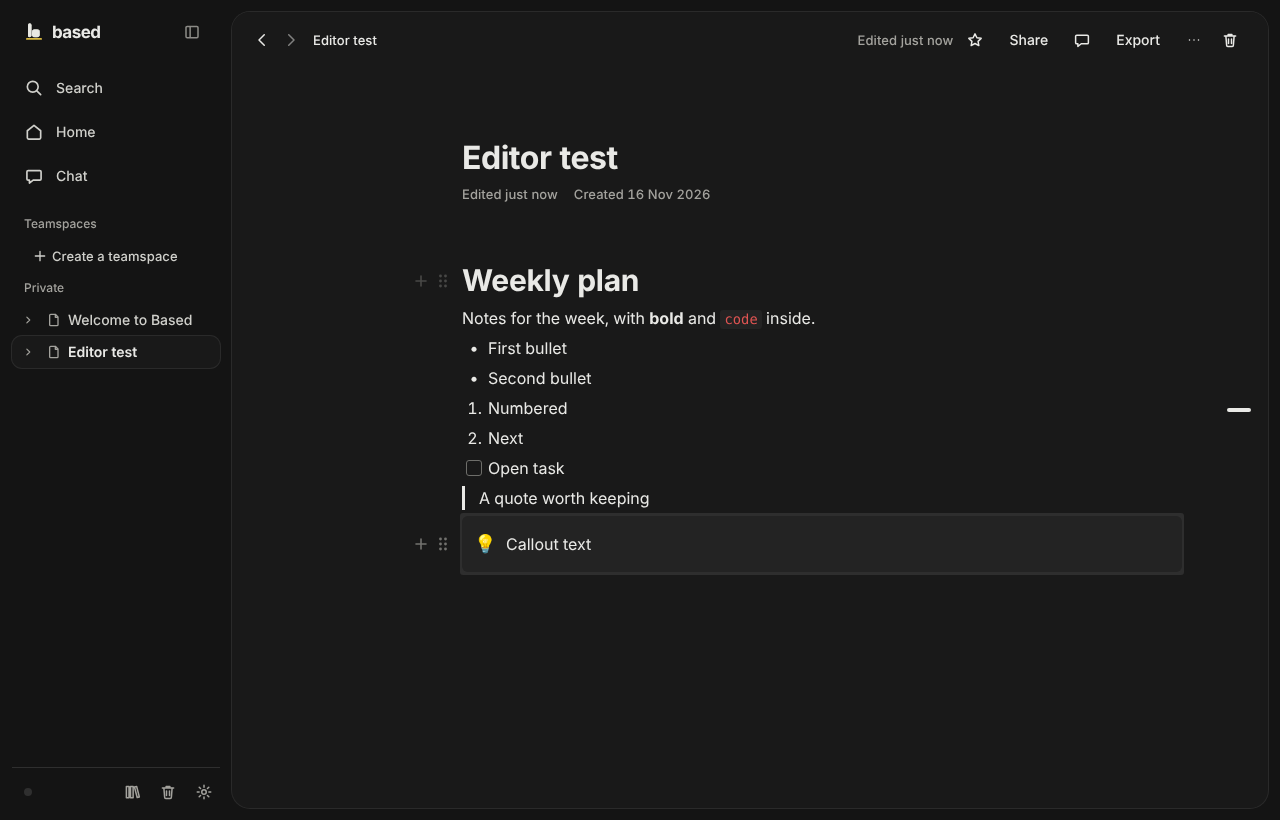 based
Search
Home
Chat
Teamspaces
Create a teamspace
Private
Welcome to Based
Editor test
Editor test
Edited just now
Share
Export
Editor test
Edited just now Created 16 Nov 2026
Weekly plan
Notes for the week, with bold and code inside.
• First bullet
• Second bullet
1. Numbered
2. Next
Open task
A quote worth keeping
💡 Callout text